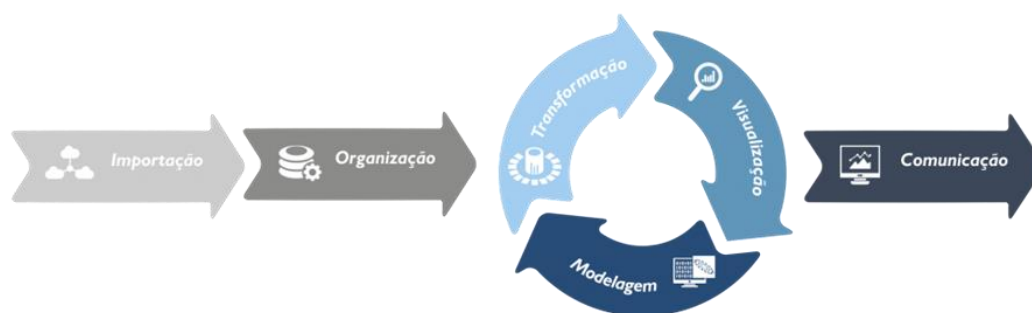 Importação
Organização
Transformação
Visualização
Modelagem
Comunicação